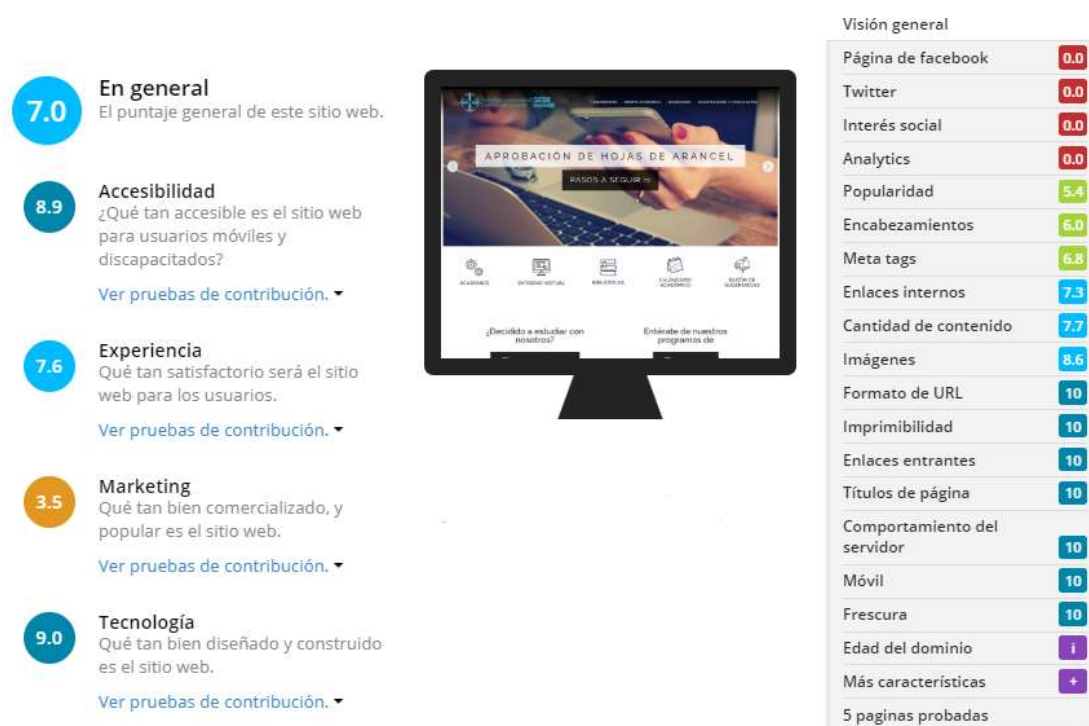 7.0
En general
El puntaje general de este sitio web.
8.9
Accesibilidad
¿Qué tan accesible es el sitio web
para usuarios móviles y
discapacitados?
Ver pruebas de contribución.
7.6
Experiencia
Qué tan satisfactorio será el sitio
web para los usuarios.
Ver pruebas de contribución.
3.5
Marketing
Qué tan bien comercializado, y
popular es el sitio web.
Ver pruebas de contribución.
9.0
Tecnología
Qué tan bien diseñado y construido
es el sitio web.
Ver pruebas de contribución.
APROBACIÓN DE HOJAS DE ARANCEL
PASOS A SEGUIR
¿Decidido a estudiar con
nosotros?
Entérate de nuestros
programas de
Visión general
Página de facebook 0.0
Twitter 0.0
Interés social 0.0
Analytics 0.0
Popularidad 5.4
Encabezamientos 6.0
Meta tags 6.8
Enlaces internos 7.3
Cantidad de contenido 7.7
Imágenes 8.6
Formato de URL 10
Imprimibilidad 10
Enlaces entrantes 10
Títulos de página 10
Comportamiento del
servidor 10
Móvil 10
Frescura 10
Edad del dominio i
Más características +
5 paginas probadas